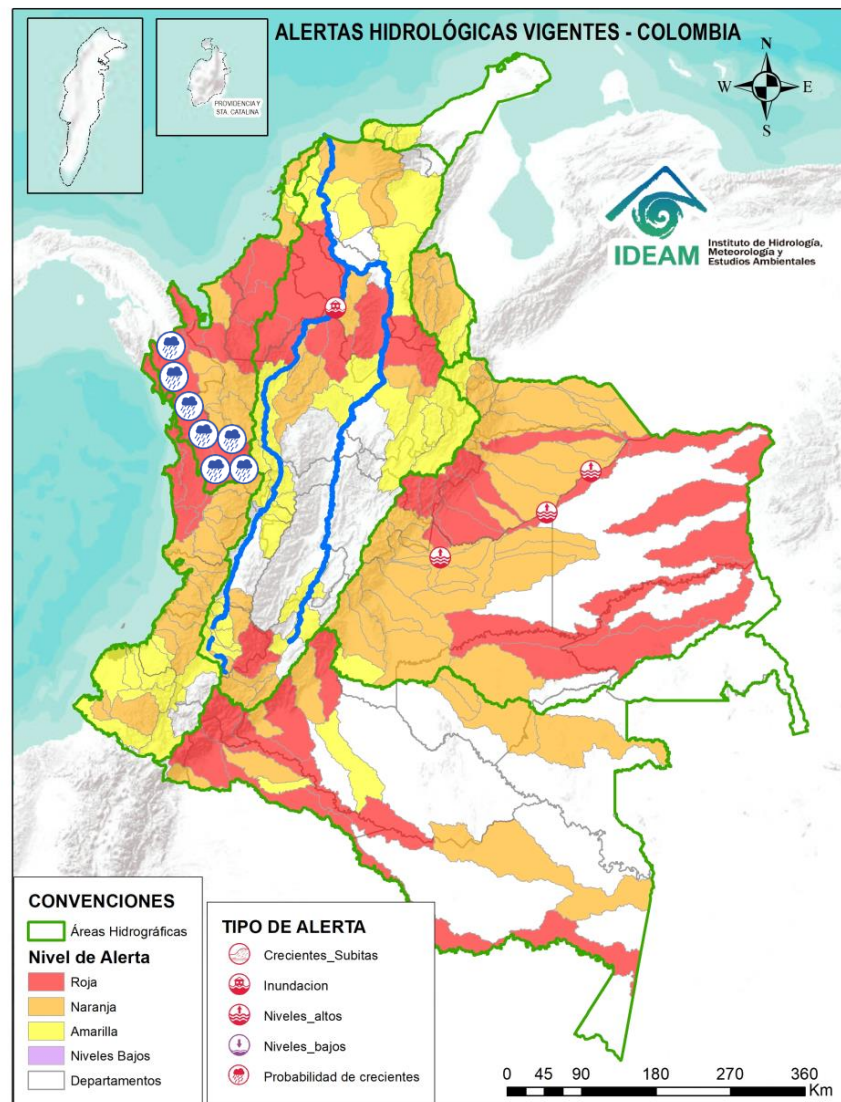 ALERTAS HIDROLÓGICAS VIGENTES - COLOMBIA
N
W
E
S
PROVIDENCIA Y
STA. CATALINA
IDEAM
Instituto de Hidrología,
Meteorología y
Estudios Ambientales
CONVENCIONES
Áreas Hidrográficas
Nivel de Alerta
Roja
Naranja
Amarilla
Niveles Bajos
Departamentos
TIPO DE ALERTA
Crecientes_Subitas
Inundacion
Niveles_altos
Niveles_bajos
Probabilidad de crecientes
0 45 90 180 270 360
Km